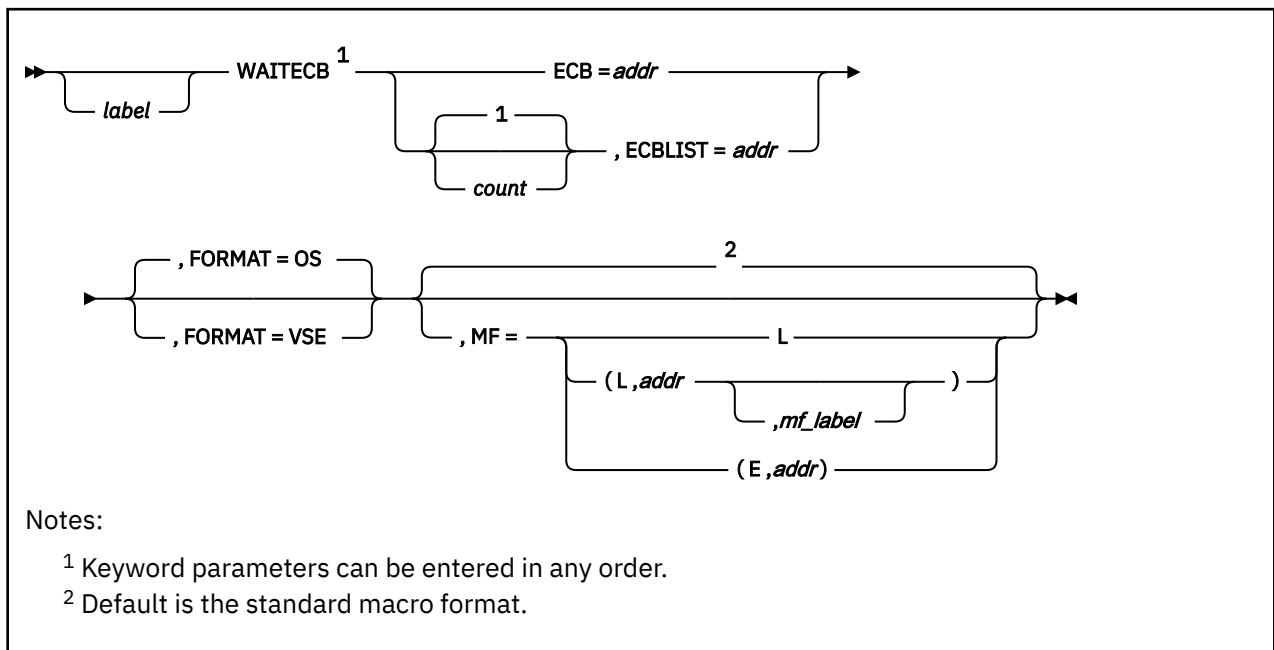 1
WAITECB ECB = addr
label
1
, ECBLIST = addr
count
, FORMAT = OS 2
, FORMAT = VSE , MF = L
( L ,addr )
,mf_label
( E ,addr )
Notes:
1 Keyword parameters can be entered in any order.
2 Default is the standard macro format.